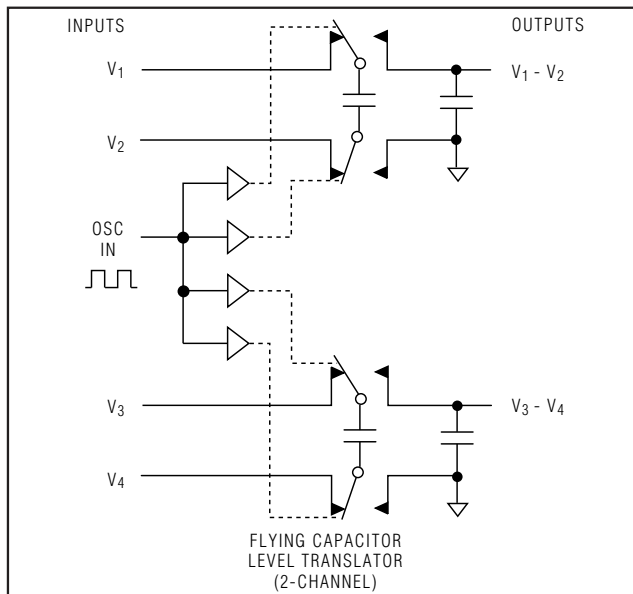 INPUTS
OUTPUTS
V1
V1 - V2
V2
OSC
IN
V3
V3 - V4
V4
FLYING CAPACITOR
LEVEL TRANSLATOR
(2-CHANNEL)